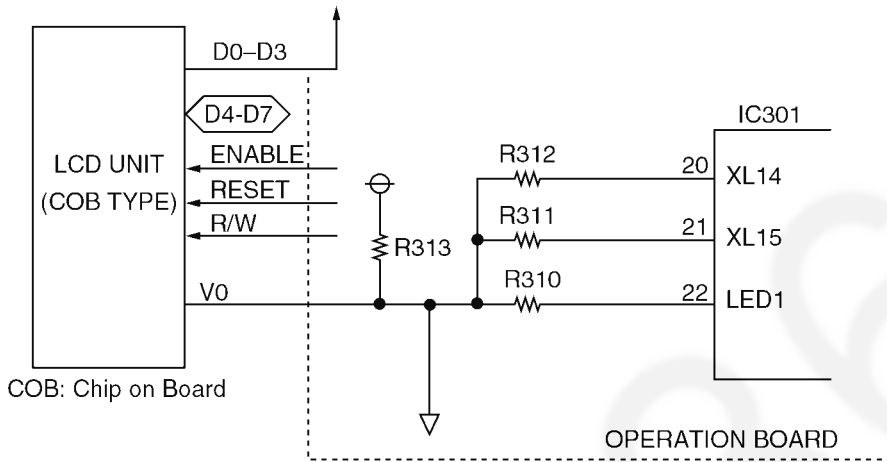 D0–D3
D4-D7
IC301
LCD UNIT
(COB TYPE)
ENABLE
RESET
R/W
R312
20
XL14
R311
21
XL15
R313
R310
22
LED1
V0
COB: Chip on Board
OPERATION BOARD